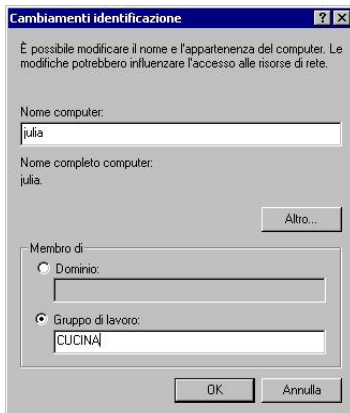 Cambiamenti identificazione
È possibile modificare il nome e l'appartenenza del computer. Le
modifiche potrebbero influenzare l'accesso alle risorse di rete.
Nome computer:
julia
Nome completo computer:
julia.
Altro...
Membro di
Dominio:
Gruppo di lavoro:
CUCINA
OK
Annulla